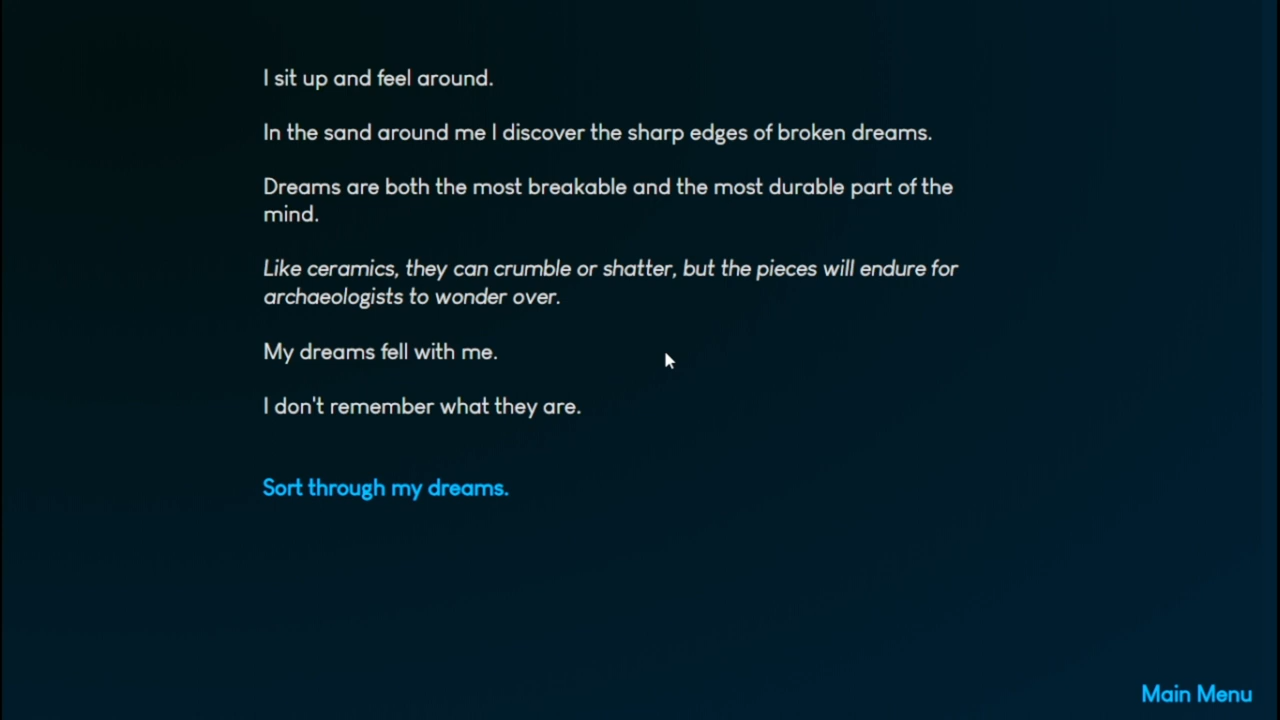 I sit up and feel around.
In the sand around me I discover the sharp edges of broken dreams.
Dreams are both the most breakable and the most durable part of the
mind.
Like ceramics, they can crumble or shatter, but the pieces will endure for
archaeologists to wonder over.
My dreams fell with me.
I don't remember what they are.
Sort through my dreams.
Main Menu